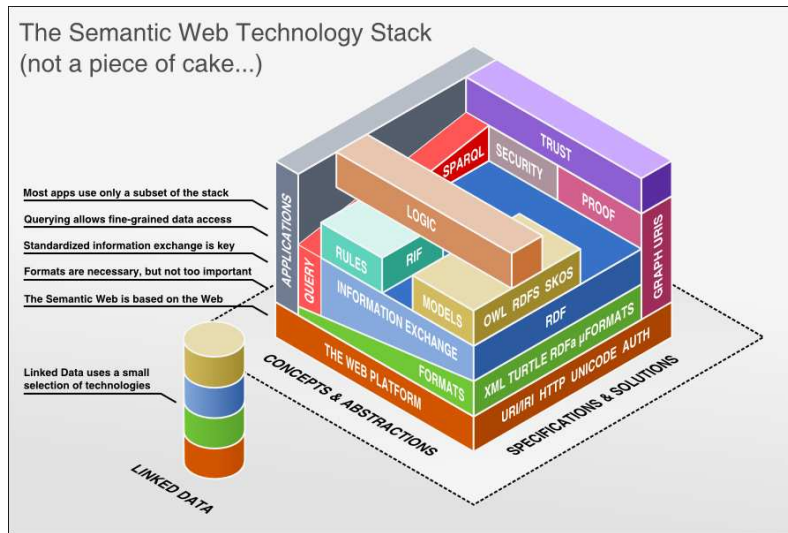 The Semantic Web Technology Stack
(not a piece of cake...)
Most apps use only a subset of the stack
Querying allows fine-grained data access
Standardized information exchange is key
Formats are necessary, but not too important
The Semantic Web is based on the Web
Linked Data uses a small
selection of technologies
LINKED DATA
APPLICATIONS
QUERY
SPARQL
SECURITY
TRUST
PROOF
GRAPH URIS
LOGIC
RULES
RIF
MODELS
OWL RDFS SKOS
INFORMATION EXCHANGE
RDF
FORMATS
XML TURTLE RDFa μFORMATS
THE WEB PLATFORM
URI/IRI HTTP UNICODE AUTH
CONCEPTS & ABSTRACTIONS
SPECIFICATIONS & SOLUTIONS